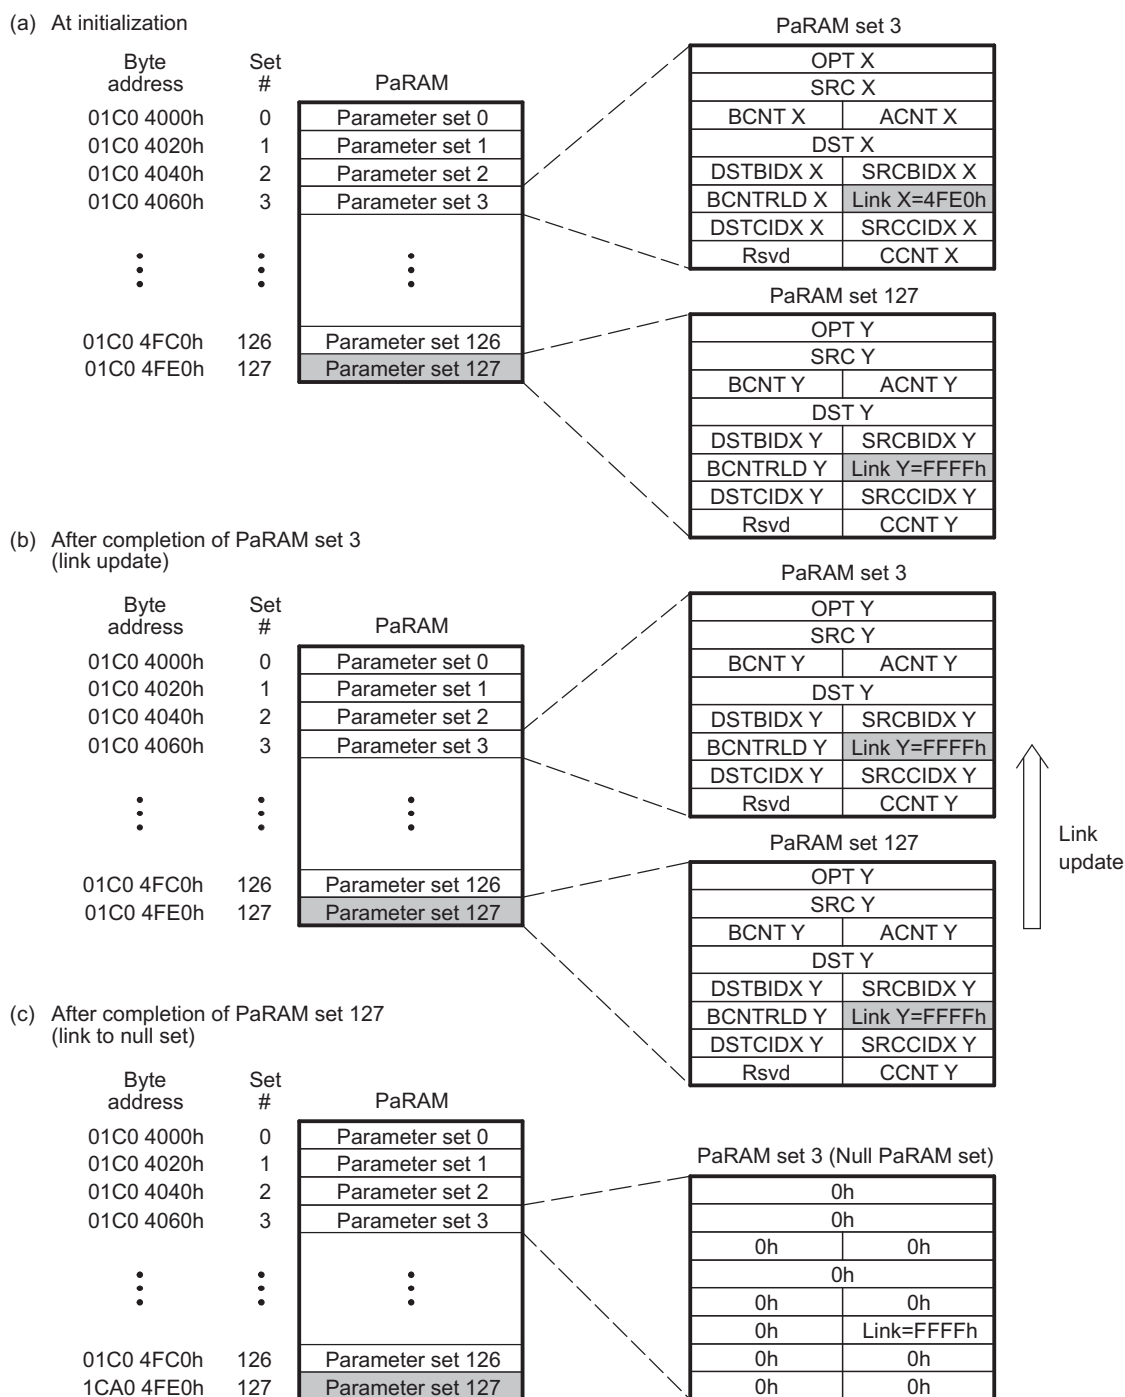 (a) At initialization
Byte address
Set #
PaRAM
01C0 4000h 0 Parameter set 0
01C0 4020h 1 Parameter set 1
01C0 4040h 2 Parameter set 2
01C0 4060h 3 Parameter set 3
01C0 4FC0h 126 Parameter set 126
01C0 4FE0h 127 Parameter set 127
PaRAM set 3
OPT X
SRC X
BCNT X ACNT X
DST X
DSTBIDX X SRCBIDX X
BCNTRLD X Link X=4FE0h
DSTCIDX X SRCCIDX X
Rsvd CCNT X
PaRAM set 127
OPT Y
SRC Y
BCNT Y ACNT Y
DST Y
DSTBIDX Y SRCBIDX Y
BCNTRLD Y Link Y=FFFFh
DSTCIDX Y SRCCIDX Y
Rsvd CCNT Y
(b) After completion of PaRAM set 3
(link update)
Byte address
Set #
PaRAM
01C0 4000h 0 Parameter set 0
01C0 4020h 1 Parameter set 1
01C0 4040h 2 Parameter set 2
01C0 4060h 3 Parameter set 3
01C0 4FC0h 126 Parameter set 126
01C0 4FE0h 127 Parameter set 127
PaRAM set 3
OPT Y
SRC Y
BCNT Y ACNT Y
DST Y
DSTBIDX Y SRCBIDX Y
BCNTRLD Y Link Y=FFFFh
DSTCIDX Y SRCCIDX Y
Rsvd CCNT Y
PaRAM set 127
OPT Y
SRC Y
BCNT Y ACNT Y
DST Y
DSTBIDX Y SRCBIDX Y
BCNTRLD Y Link Y=FFFFh
DSTCIDX Y SRCCIDX Y
Rsvd CCNT Y
Link
update
(c) After completion of PaRAM set 127
(link to null set)
Byte address
Set #
PaRAM
01C0 4000h 0 Parameter set 0
01C0 4020h 1 Parameter set 1
01C0 4040h 2 Parameter set 2
01C0 4060h 3 Parameter set 3
01C0 4FC0h 126 Parameter set 126
1CA0 4FE0h 127 Parameter set 127
PaRAM set 3 (Null PaRAM set)
0h
0h
0h 0h
0h
0h 0h
0h Link=FFFFh
0h 0h
0h 0h